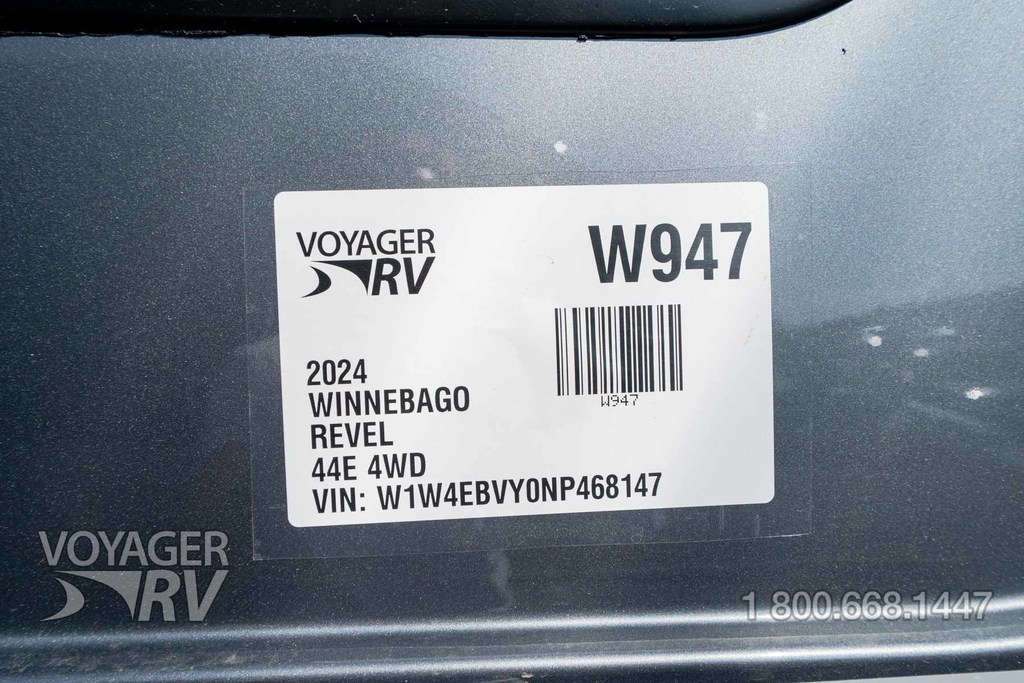 VOYAGER
RV
W947
W947
2024
WINNEBAGO
REVEL
44E 4WD
VIN: W1W4EBVY0NP468147
VOYAGER
RV
1 800.668.1447